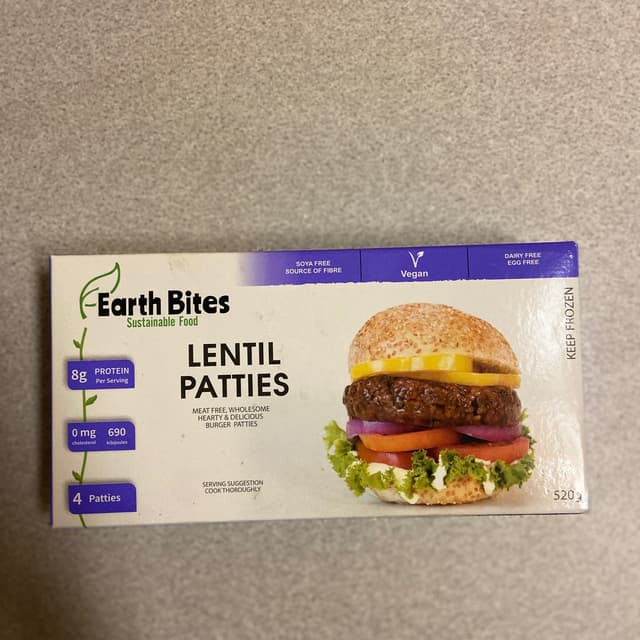 SOYA FREE
SOURCE OF FIBRE
Vegan
DAIRY FREE
EGG FREE
Earth Bites
Sustainable Food
KEEP FROZEN
LENTIL
PATTIES
8g PROTEIN
Per Serving
MEAT FREE, WHOLESOME
HEARTY & DELICIOUS
BURGER PATTIES
0 mg 690
cholesterol kilojoules
4 Patties
SERVING SUGGESTION
COOK THOROUGHLY
520g